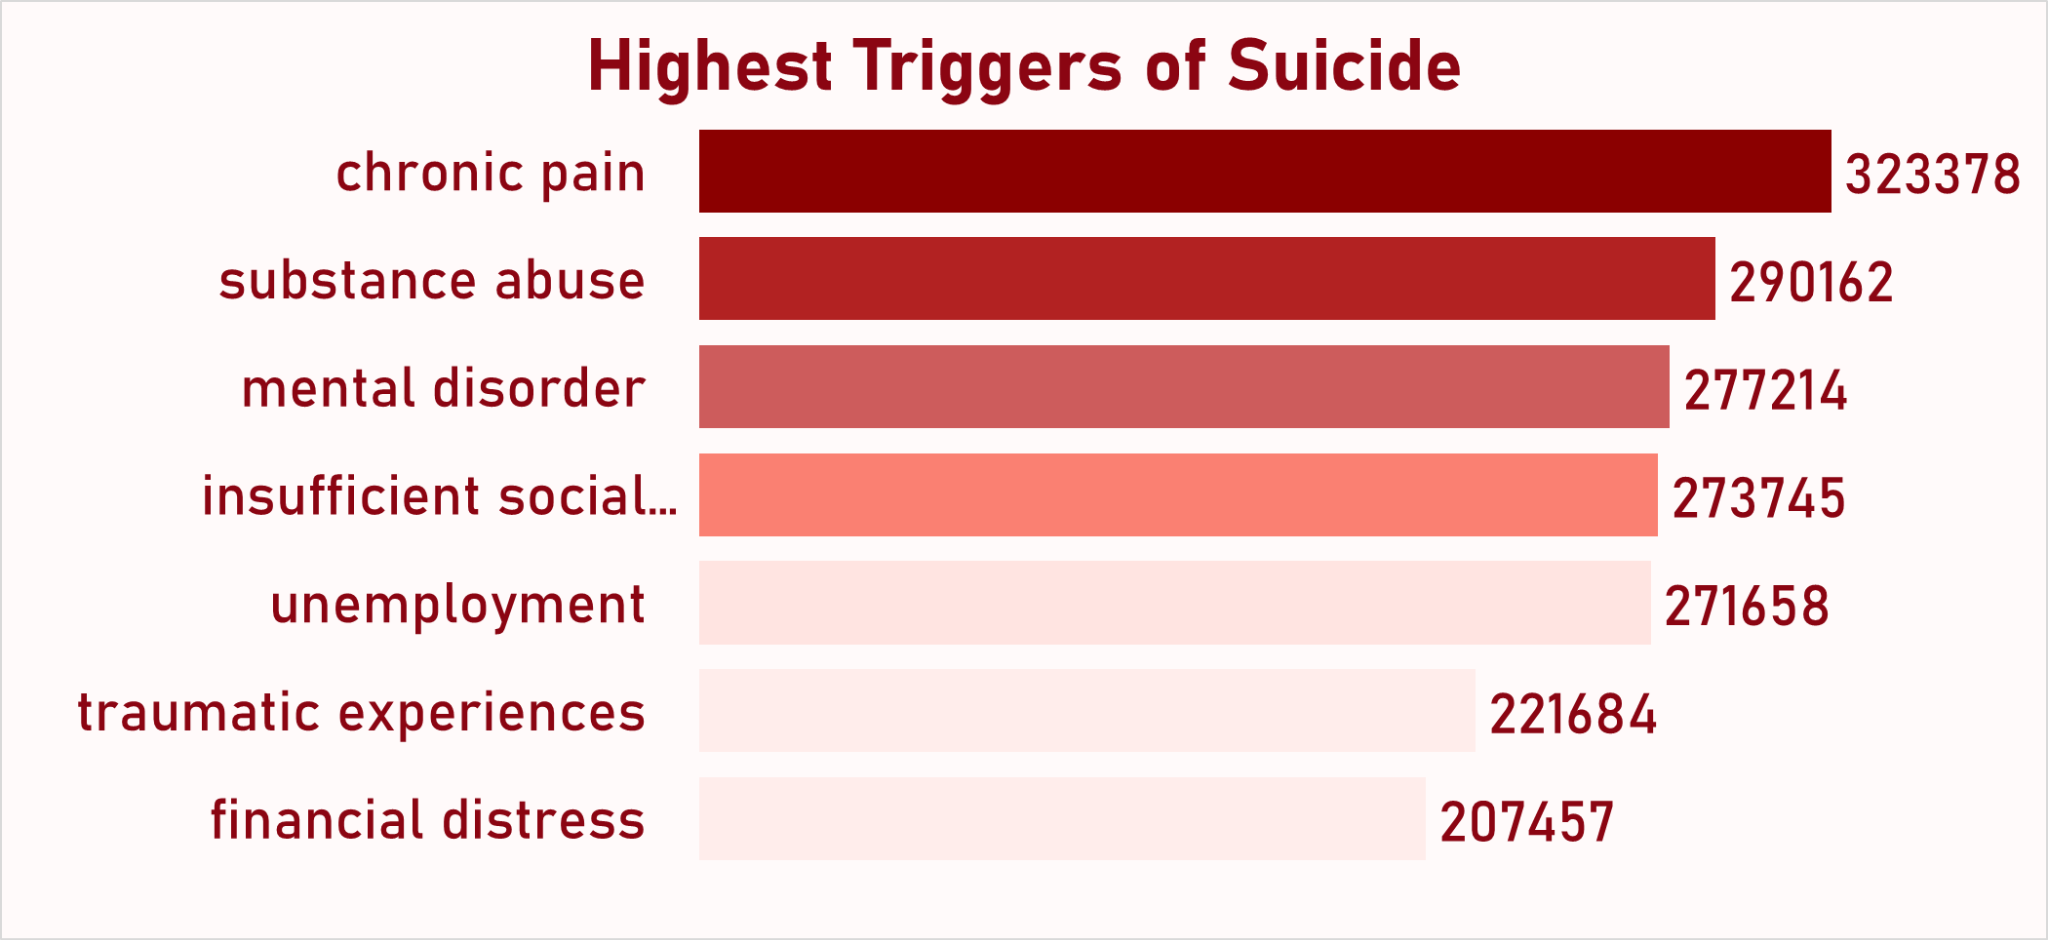 Highest Triggers of Suicide
chronic pain 323378
substance abuse 290162
mental disorder 277214
insufficient social... 273745
unemployment 271658
traumatic experiences 221684
financial distress 207457